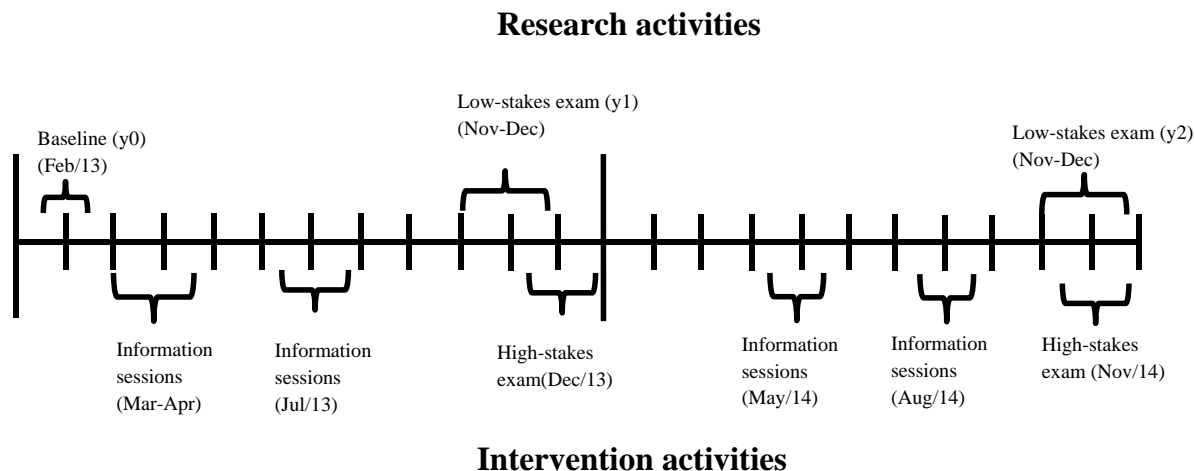 Research activities
Low-stakes exam (y1)
(Nov-Dec)
Baseline (y0)
(Feb/13)
Low-stakes exam (y2)
(Nov-Dec)
Information
sessions
(Mar-Apr)
Information
sessions
(Jul/13)
High-stakes
exam(Dec/13)
Information
sessions
(May/14)
Information
sessions
(Aug/14)
High-stakes
exam (Nov/14)
Intervention activities